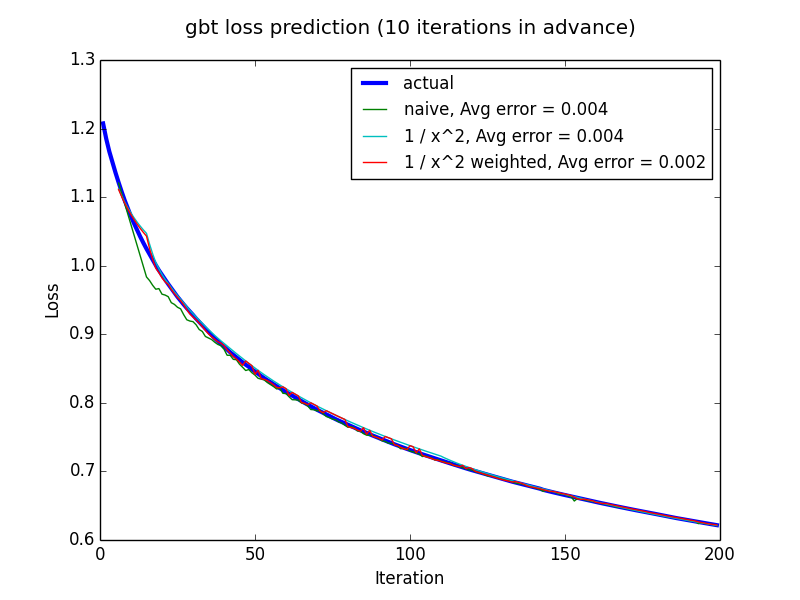 gbt loss prediction (10 iterations in advance)
1.3
1.2
1.1
1.0
0.9
0.8
0.7
0.6
Loss
actual
naive, Avg error = 0.004
1 / x^2, Avg error = 0.004
1 / x^2 weighted, Avg error = 0.002
0 50 100 150 200
Iteration